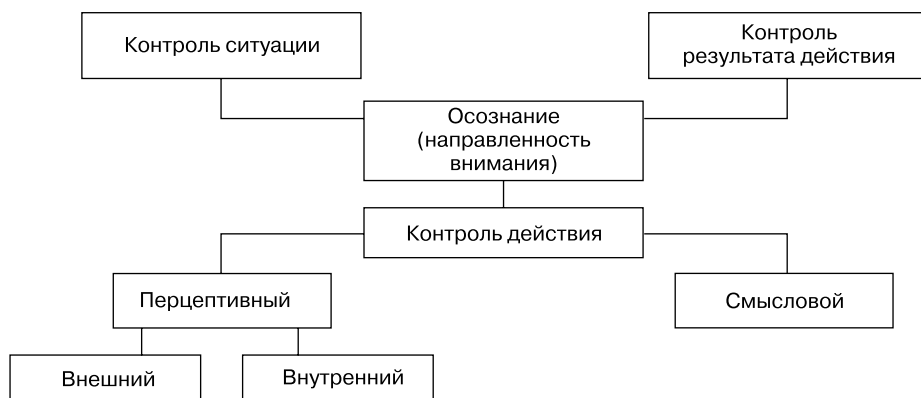 Контроль ситуации
Контроль
результата действия
Осознание
(направленность
внимания)
Контроль действия
Перцептивный
Смысловой
Внешний
Внутренний